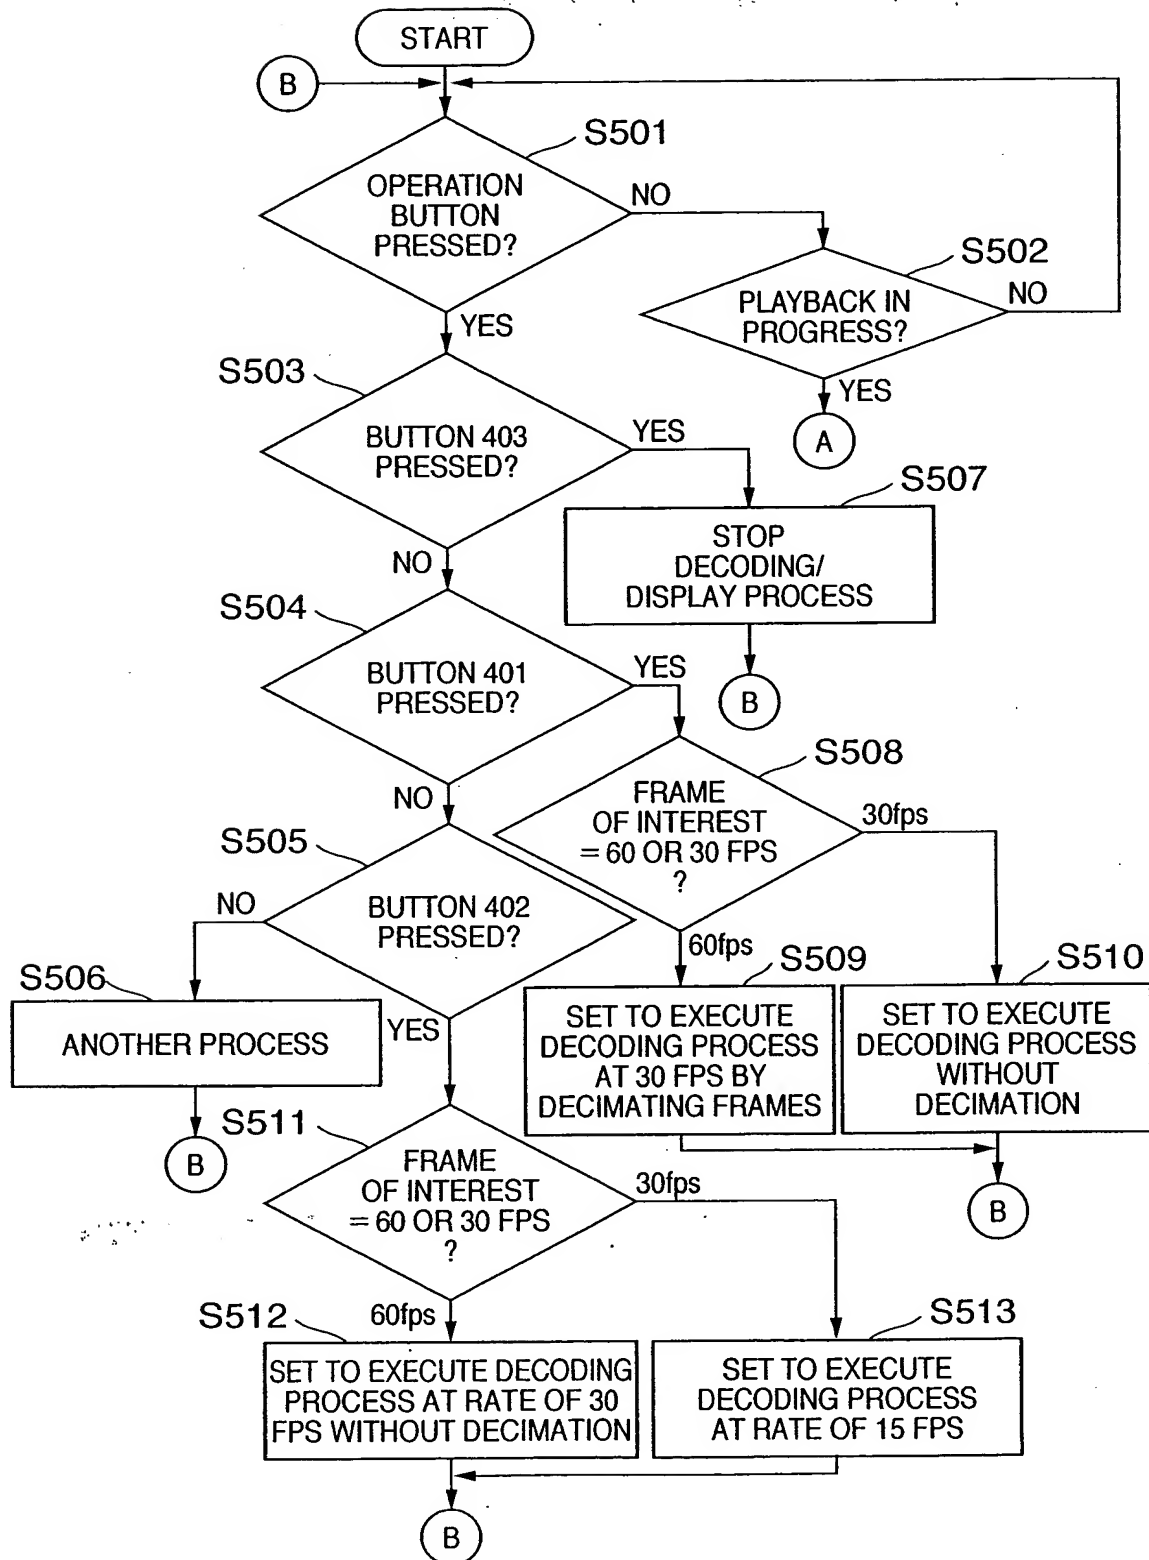 START
B
S501
OPERATION
BUTTON
PRESSED?
NO
S502
PLAYBACK IN
PROGRESS?
NO
YES
YES
A
S503
BUTTON 403
PRESSED?
YES
S507
STOP
DECODING/
DISPLAY PROCESS
NO
B
S504
BUTTON 401
PRESSED?
YES
S508
FRAME
OF INTEREST
= 60 OR 30 FPS
?
30fps
NO
60fps
S505
BUTTON 402
PRESSED?
NO
S506
ANOTHER PROCESS
B
YES
S509
SET TO EXECUTE
DECODING PROCESS
AT 30 FPS BY
DECIMATING FRAMES
S510
SET TO EXECUTE
DECODING PROCESS
WITHOUT
DECIMATION
B
S511
FRAME
OF INTEREST
= 60 OR 30 FPS
?
30fps
60fps
S512
SET TO EXECUTE DECODING
PROCESS AT RATE OF 30
FPS WITHOUT DECIMATION
S513
SET TO EXECUTE
DECODING PROCESS
AT RATE OF 15 FPS
B